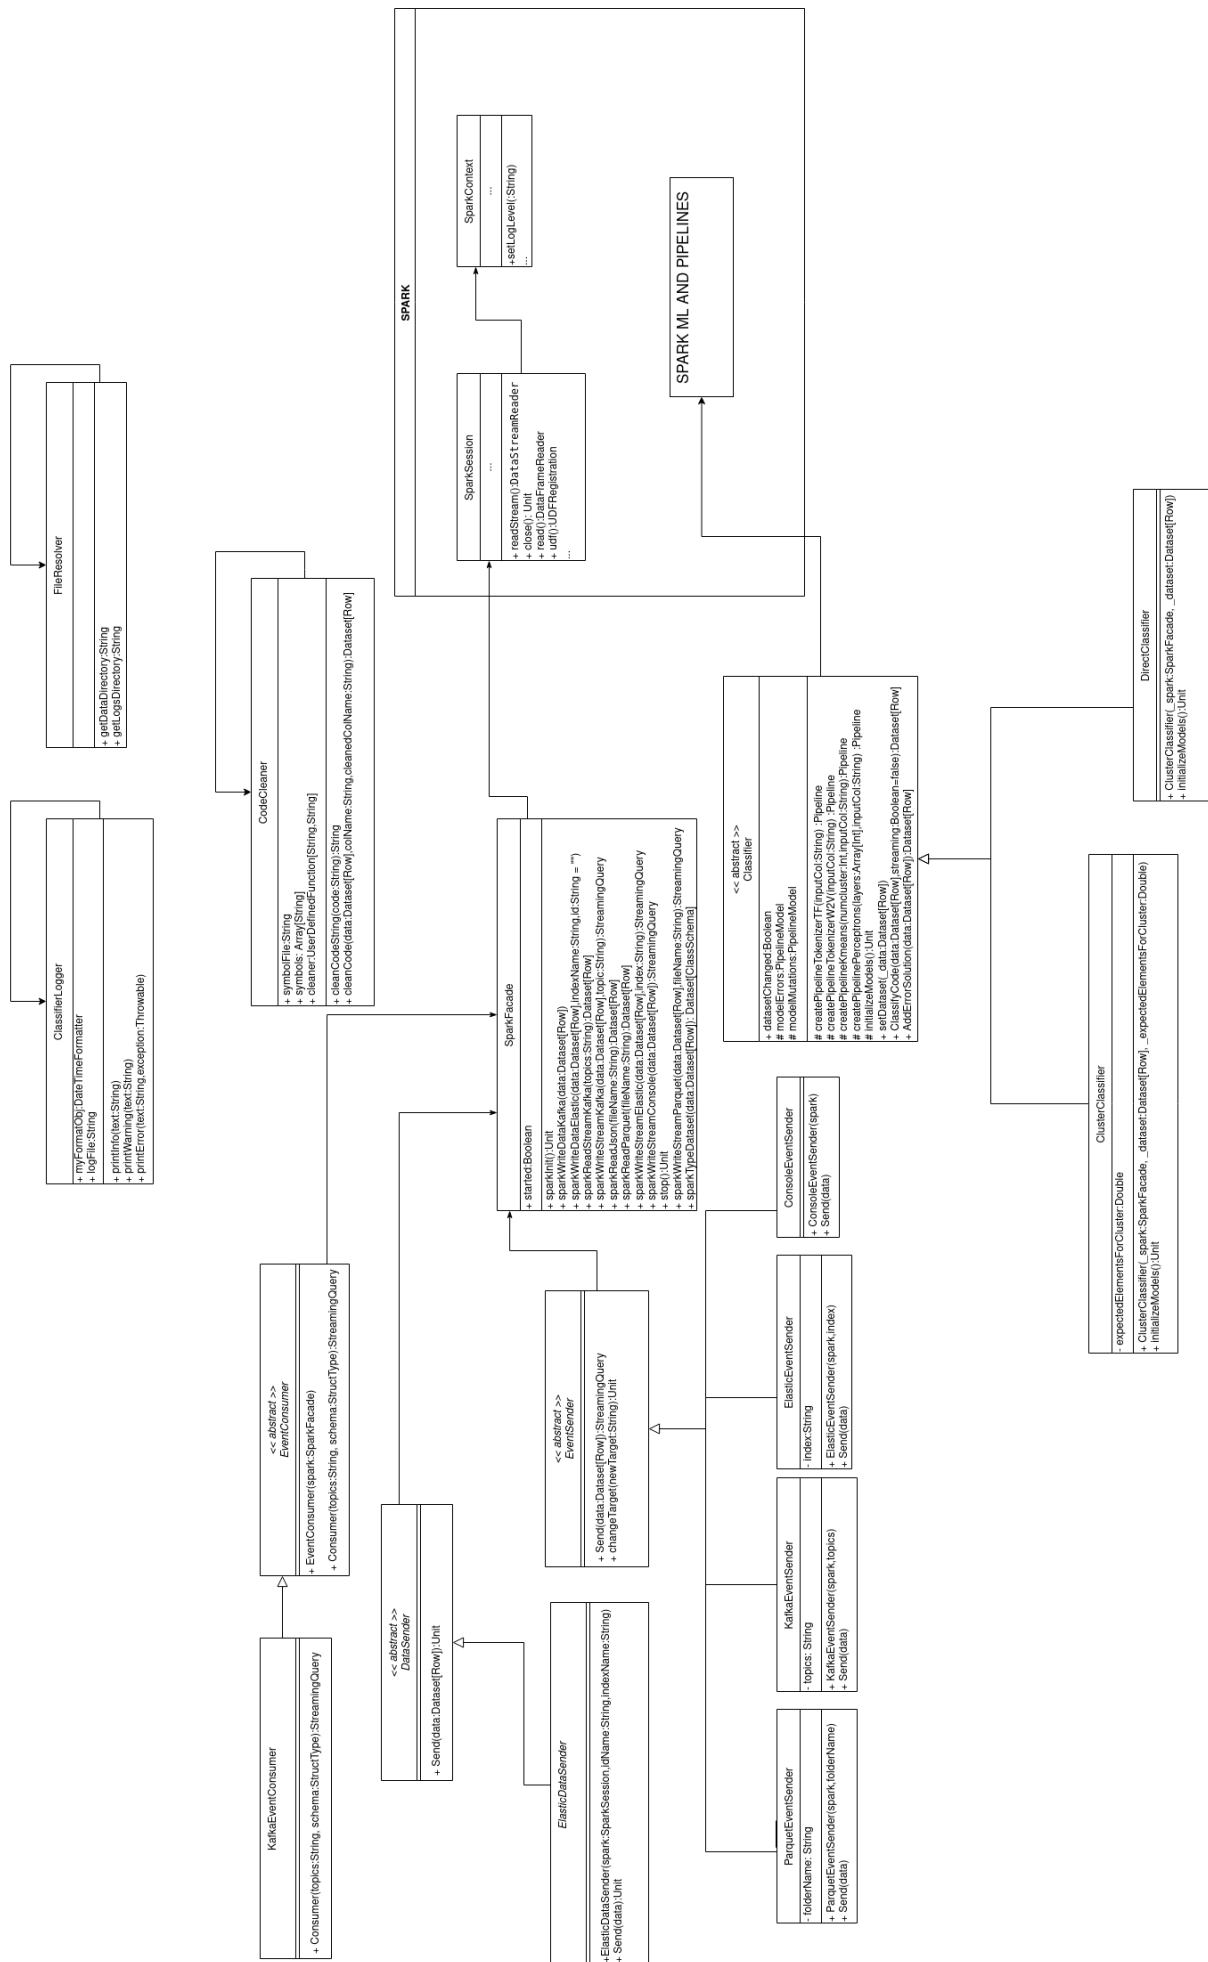 FileResolver
+ getDataDirectory:String
+ getLogsDirectory:String
ClassifierLogger
+ myFormatObj:DateTimeFormatter
+ logFile:String
+ printInfo(text:String)
+ printWarning(text:String)
+ printError(text:String,exception:Throwable)
CodeCleaner
+ symbolFile:String
+ symbols: Array[String]
+ cleaner:UserDefinedFunction[String,String]
+ cleanCodeString(code:String):String
+ cleanCode(data:Dataset[Row],colName:String,cleanedColName:String):Dataset[Row]
SPARK
SparkContext
...
+setLogLevel(:String)
...
SparkSession
...
+ readStream():DataStreamReader
+ close(): Unit
+ read():DataFrameReader
+ udf():UDFRegistration
...
SPARK ML AND PIPELINES
<< abstract >>
EventConsumer
+ EventConsumer(spark:SparkFacade)
+ Consumer(topics:String, schema:StructType):StreamingQuery
KafkaEventConsumer
+ Consumer(topics:String, schema:StructType):StreamingQuery
<< abstract >>
DataSender
+ Send(data:Dataset[Row]):Unit
ElasticDataSender
+ElasticDataSender(spark:SparkSession,idName:String,indexName:String)
+ Send(data):Unit
SparkFacade
+ started:Boolean
+ sparkInit():Unit
+ sparkWriteDataKafka(data:Dataset[Row])
+ sparkWriteDataElastic(data:Dataset[Row],indexName:String,id:String = "")
+ sparkReadStreamKafka(topics:String):Dataset[Row]
+ sparkWriteStreamKafka(data:Dataset[Row],topic:String):StreamingQuery
+ sparkReadJson(fileName:String):Dataset[Row]
+ sparkReadParquet(fileName:String):Dataset[Row]
+ sparkWriteStreamElastic(data:Dataset[Row],index:String):StreamingQuery
+ sparkWriteStreamConsole(data:Dataset[Row]):StreamingQuery
+ stop():Unit
+ sparkWriteStreamParquet(data:Dataset[Row],fileName:String):StreamingQuery
+ sparkTypeDataset(data:Dataset[Row]): Dataset[ClassSchema]
<< abstract >>
EventSender
+ Send(data:Dataset[Row]):StreamingQuery
+ changeTarget(newTarget:String):Unit
ParquetEventSender
- folderName: String
+ ParquetEventSender(spark,folderName)
+ Send(data)
KafkaEventSender
- topics: String
+ KafkaEventSender(spark,topics)
+ Send(data)
ElasticEventSender
- index:String
+ ElasticEventSender(spark,index)
+ Send(data)
ConsoleEventSender
+ ConsoleEventSender(spark)
+ Send(data)
<< abstract >>
Classifier
+ datasetChanged:Boolean
# modelErrors:PipelineModel
# modelMutations:PipelineModel
# createPipelineTokenizerTF(inputCol:String) :Pipeline
# createPipelineTokenizerW2V(inputCol:String) :Pipeline
# createPipelineKmeans(numcluster:Int,inputCol:String):Pipeline
# createPipelinePerceptrons(layers:Array[Int],inputCol:String) :Pipeline
# initializeModels():Unit
+ setDataset(_data:Dataset[Row])
+ ClassifyCode(data:Dataset[Row],streaming:Boolean=false):Dataset[Row]
+ AddErrorSolution(data:Dataset[Row]):Dataset[Row]
ClusterClassifier
- expectedElementsForCluster:Double
+ ClusterClassifier(_spark:SparkFacade, _dataset:Dataset[Row], _expectedElementsForCluster:Double)
+ initializeModels():Unit
DirectClassifier
+ ClusterClassifier(_spark:SparkFacade, _dataset:Dataset[Row])
+ initializeModels():Unit